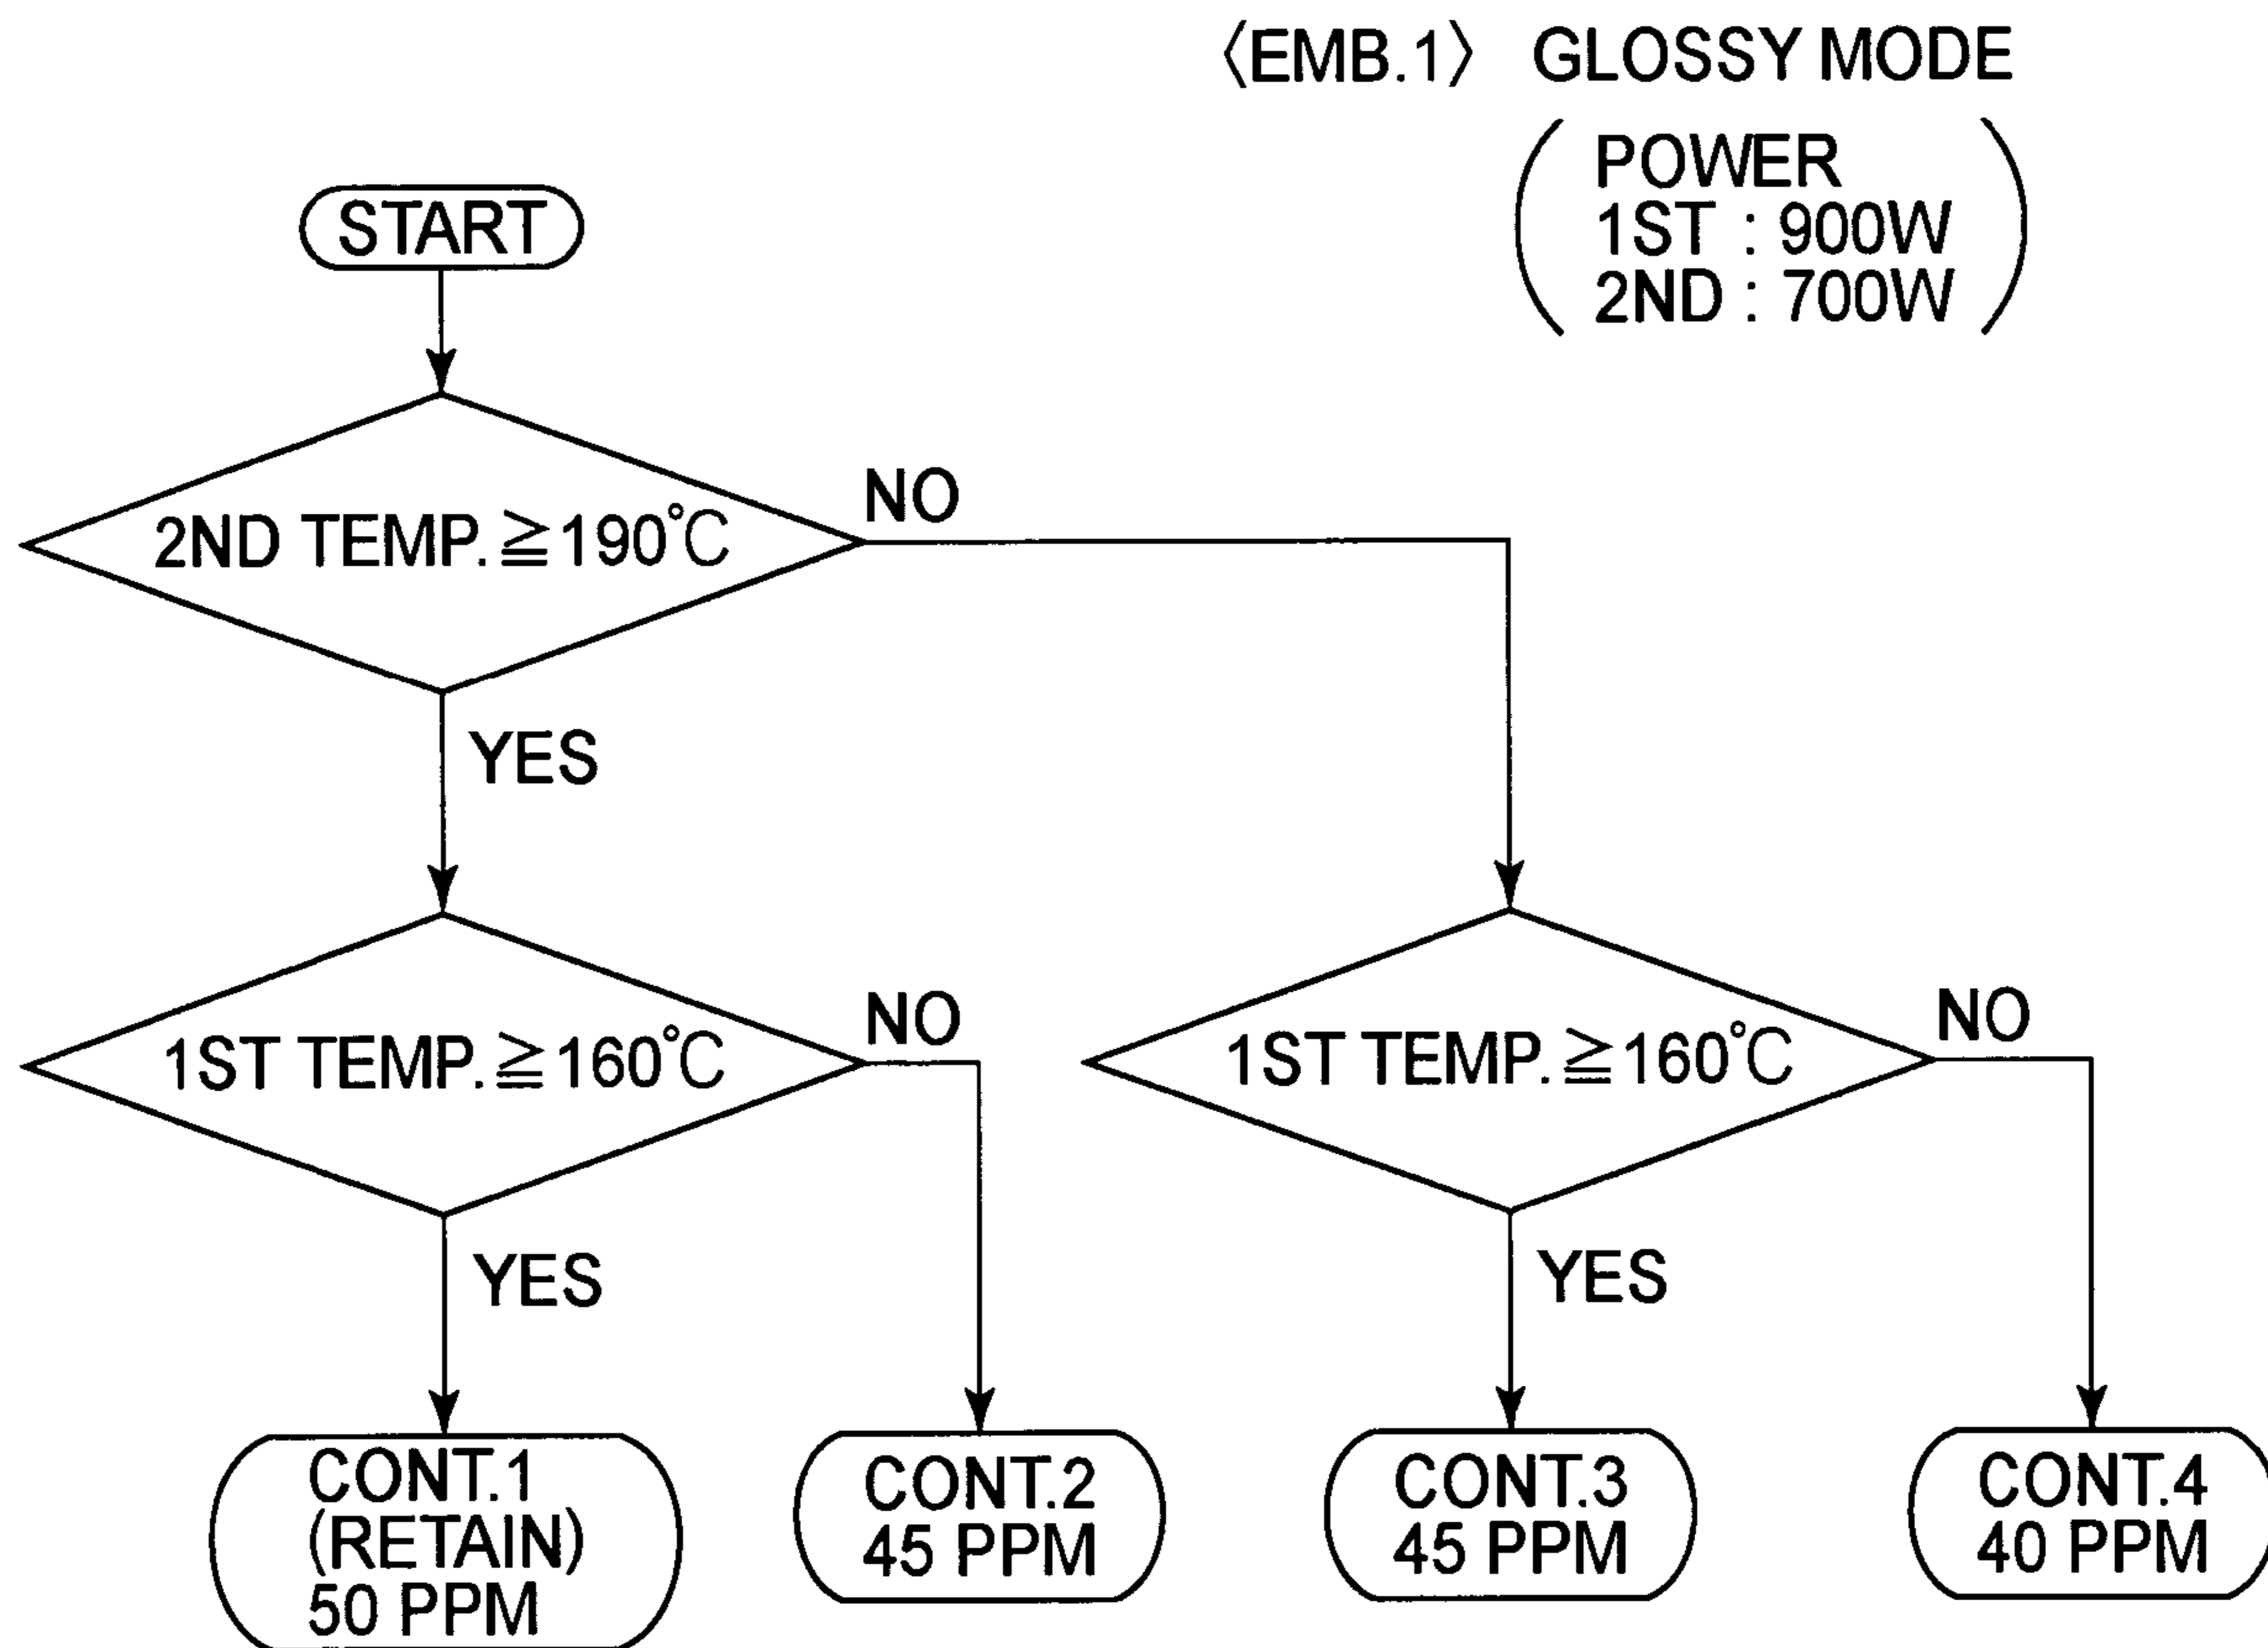 〈EMB.1〉 GLOSSY MODE
POWER
1ST : 900W
2ND : 700W
START
2ND TEMP.≧190°C
NO
YES
1ST TEMP.≧160°C
NO
YES
1ST TEMP.≧160°C
NO
YES
CONT.1
(RETAIN)
50 PPM
CONT.2
45 PPM
CONT.3
45 PPM
CONT.4
40 PPM